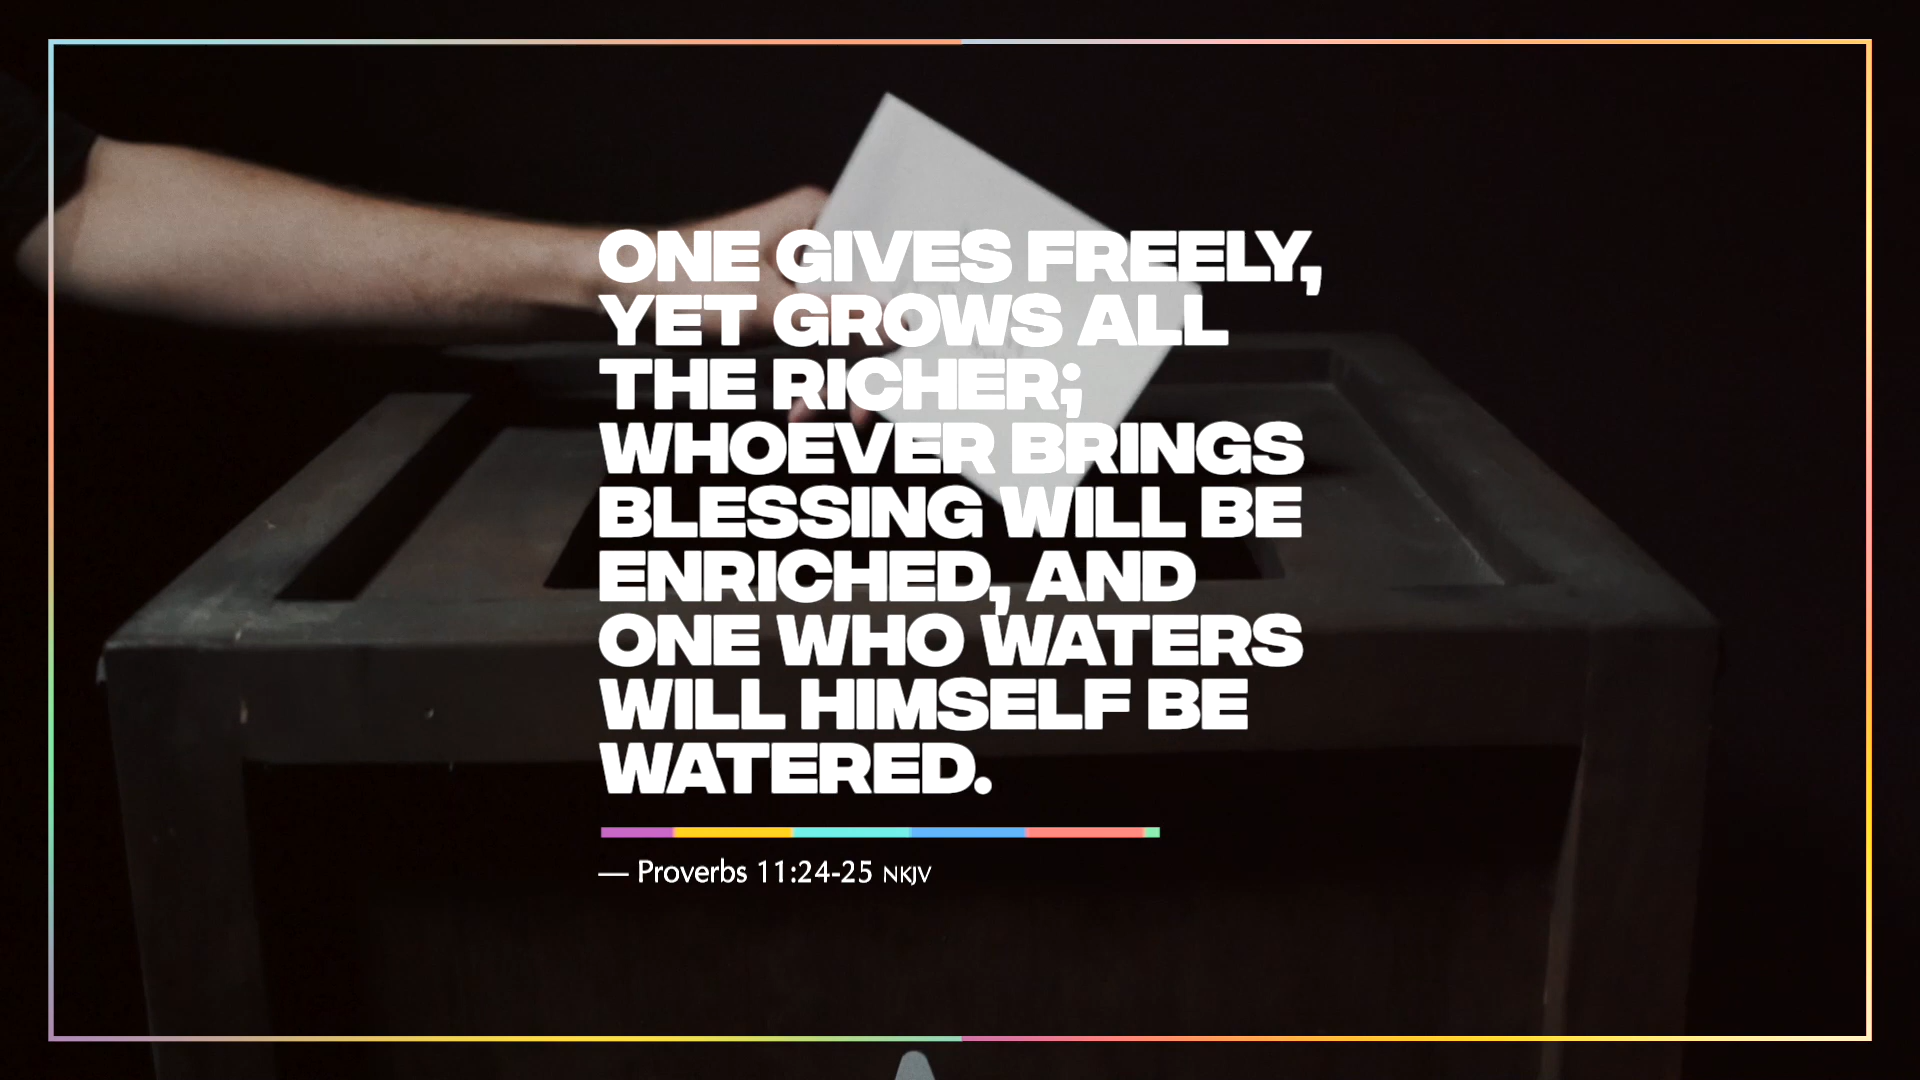 ONE GIVES FREELY,
YET GROWS ALL
THE RICHER;
WHOEVER BRINGS
BLESSING WILL BE
ENRICHED, AND
ONE WHO WATERS
WILL HIMSELF BE
WATERED.
— Proverbs 11:24-25 NKJV